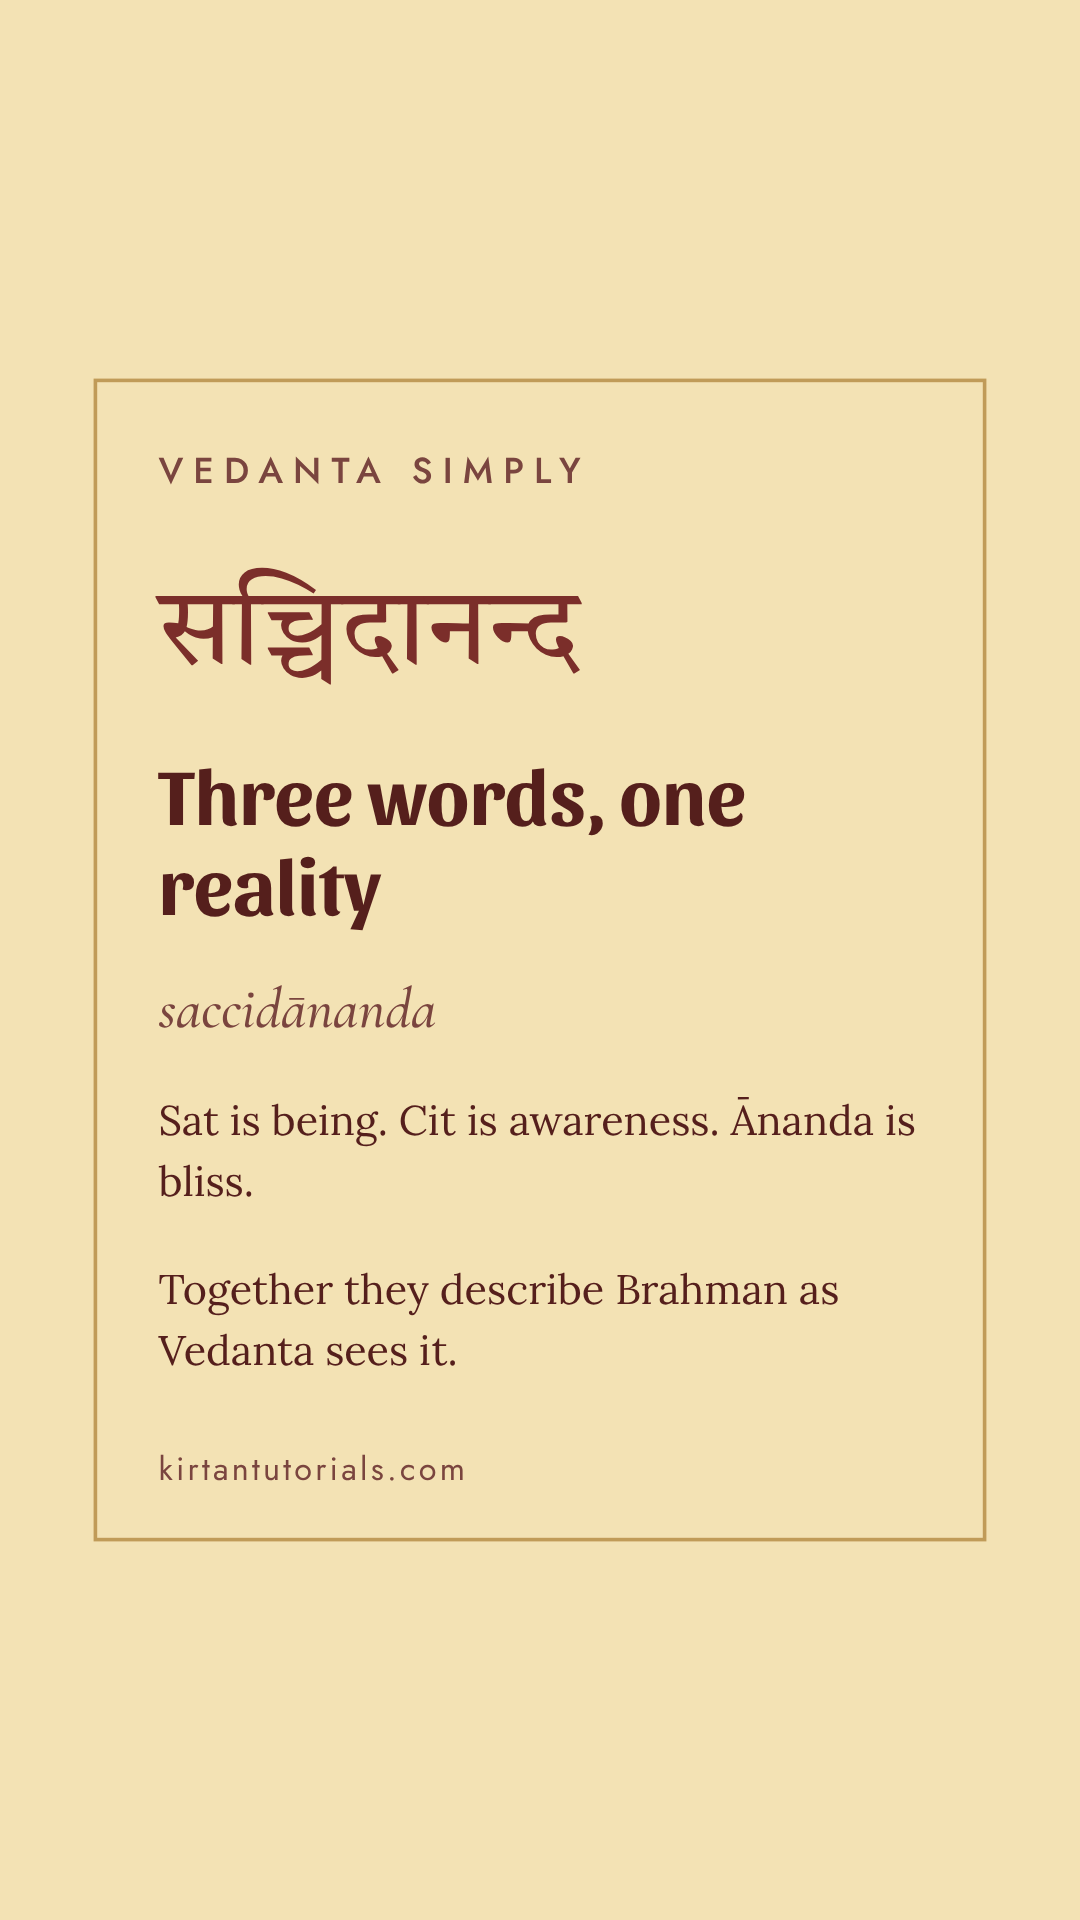 VEDANTA SIMPLY
सच्चिदानन्द
Three words, one
reality
saccidānanda
Sat is being. Cit is awareness. Ānanda is
bliss.
Together they describe Brahman as
Vedanta sees it.
kirtantutorials.com